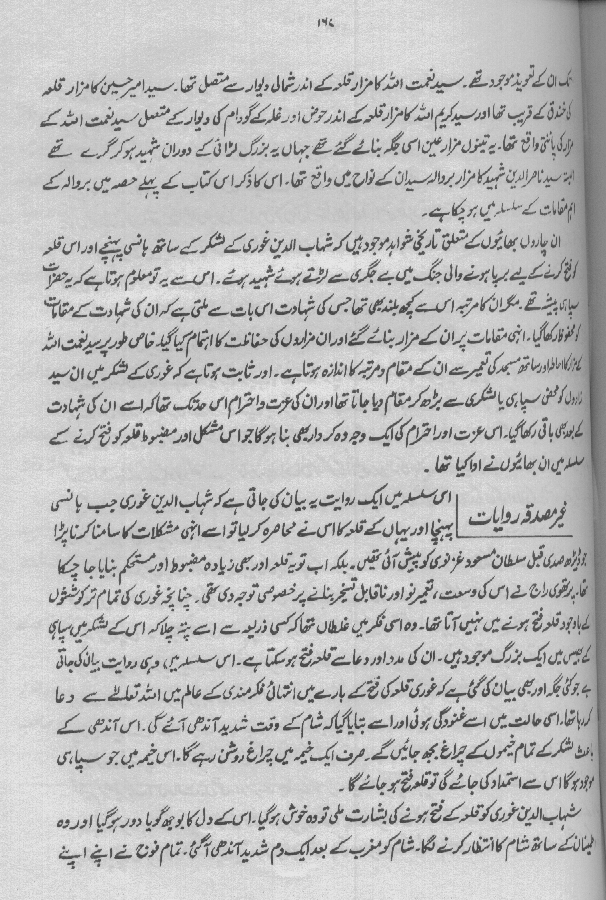 ۱۶۸
تک ان کے تعویذ موجود تھے۔ سید نعمت اللہ کا مزار قلعہ کے اندر شمالی دیوار سے متصل تھا۔ سید امیر حسین کا مزار قلعہ
کی خندق کے قریب تھا اور سید کریم اللہ کا مزار قلعہ کے اندر حوض اور غلہ کے گودام کی دیوار کے متصل سید نعمت اللہ کے
مزار کی پائنتی واقع تھا۔ یہ تینوں مزار عین اسی جگہ بنائے گئے تھے جہاں یہ بزرگ لڑائی کے دوران شہید ہو کر گرے تھے
البتہ سید ناصر الدین شہید کا مزار بروالہ سیدان کے نواح میں واقع تھا۔ اس کا ذکر اس کتاب کے پہلے حصہ میں بروالہ کے
اہم مقامات کے سلسلہ میں ہو چکا ہے۔
ان چاروں بھائیوں کے متعلق تاریخی شواہد موجود ہیں کہ شہاب الدین غوری کے لشکر کے ساتھ ہانسی پہنچے اور اس قلعہ
کو فتح کرنے کے لیے برپا ہونے والی جنگ میں بے جگری سے لڑتے ہوئے شہید ہوئے۔ اس سے یہ تو معلوم ہوتا ہے کہ یہ حضرات
سپاہی پیشہ تھے۔ مگر ان کا مرتبہ اس سے کچھ بلند بھی تھا جس کی شہادت اس بات سے ملتی ہے کہ ان کی شہادت کے مقامات
کو محفوظ رکھا گیا۔ انہی مقامات پر ان کے مزار بنائے گئے اور ان مزاروں کی حفاظت کا اہتمام کیا گیا۔ خاص طور پر سید نعمت اللہ
کے مزار کا احاطہ اور ساتھ مسجد کی تعمیر سے ان کے مقام و مرتبہ کا اندازہ ہوتا ہے۔ اور ثابت ہوتا ہے کہ غوری کے لشکر میں ان سید
زادوں کو محض سپاہی یا لشکری سے بڑھ کر مقام دیا جاتا تھا اور ان کی عزت و احترام اس حد تک تھا کہ اسے ان کی شہادت
کے بعد بھی باقی رکھا گیا۔ اس عزت اور احترام کی ایک وجہ وہ کردار بھی بنا ہوگا جو اس مشکل اور مضبوط قلعہ کو فتح کرنے کے
سلسلہ میں ان بھائیوں نے ادا کیا تھا۔
غیر مصدقہ روایات
اس سلسلہ میں ایک روایت یہ بیان کی جاتی ہے کہ شہاب الدین غوری جب ہانسی
پہنچا اور یہاں کے قلعہ کا اس نے محاصرہ کر لیا تو اسے انہی مشکلات کا سامنا کرنا پڑا
جو ڈیڑھ صدی قبل سلطان مسعود غزنوی کو پیش آئی تھیں۔ بلکہ اب تو یہ قلعہ اور بھی زیادہ مضبوط اور مستحکم بنایا جا چکا
تھا۔ پرتھوی راج نے اس کی وسعت، تعمیر نو اور ناقابل تسخیر بنانے پر خصوصی توجہ دی تھی۔ چنانچہ غوری کی تمام تر کوششوں
کے باوجود قلعہ فتح ہونے میں نہیں آتا تھا۔ وہ اسی فکر میں غلطاں تھا کہ کسی ذریعہ سے اسے پتہ چلا کہ اس کے لشکر میں سپاہی
کے بھیس میں ایک بزرگ موجود ہیں۔ ان کی مدد اور دعا سے قلعہ فتح ہو سکتا ہے۔ اس سلسلہ میں وہی روایت بیان کی جاتی
ہے جو کئی جگہ اور بھی بیان کی گئی ہے کہ غوری قلعہ کی فتح کے بارے میں انتہائی فکر مندی کے عالم میں اللہ تعالےٰ سے دعا
کر رہا تھا۔ اسی حالت میں اسے غنودگی ہوئی اور اسے بتایا گیا کہ شام کے وقت شدید آندھی آئے گی۔ اس آندھی کے
باعث لشکر کے تمام خیموں کے چراغ بجھ جائیں گے۔ صرف ایک خیمہ میں چراغ روشن رہے گا۔ اس خیمہ میں جو سپاہی
موجود ہوگا اس سے استمداد کی جائے گی تو قلعہ فتح ہو جائے گا۔
شہاب الدین غوری کو قلعہ کے فتح ہونے کی بشارت ملی تو وہ خوش ہو گیا۔ اس کے دل کا بوجھ گویا دور ہو گیا اور وہ
اطمینان کے ساتھ شام کا انتظار کرنے لگا۔ شام کو مغرب کے بعد ایک دم شدید آندھی آ گئی۔ تمام فوج نے اپنے اپنے